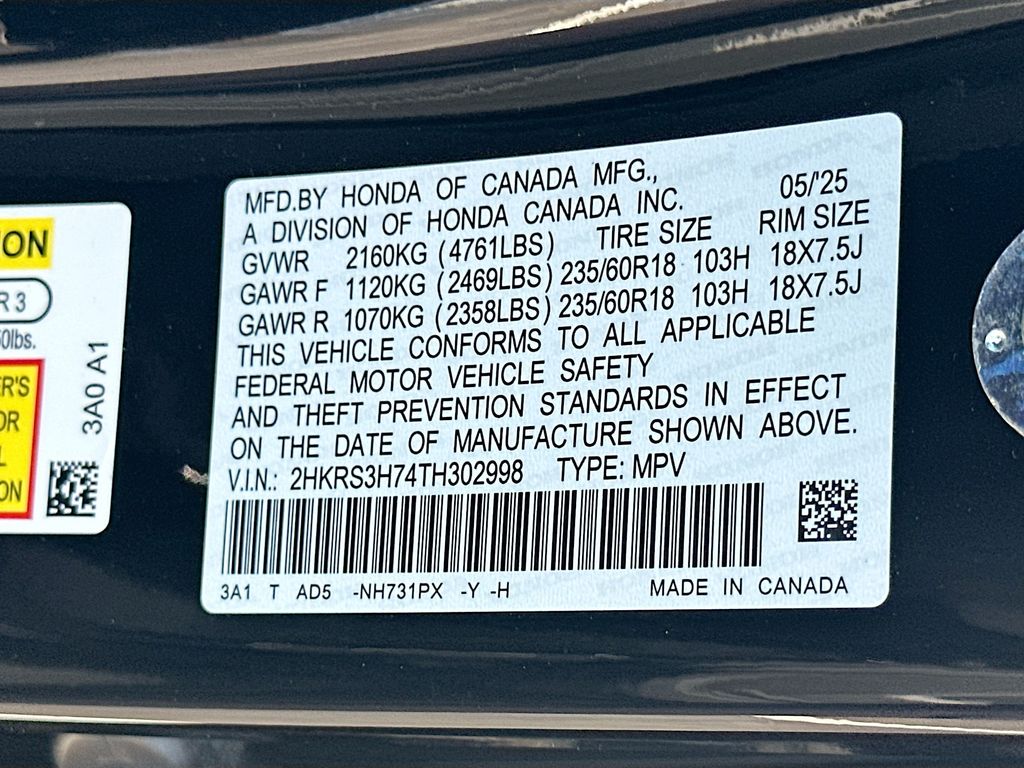 MFD.BY HONDA OF CANADA MFG.,
A DIVISION OF HONDA CANADA INC. 05/'25
GVWR 2160KG (4761LBS) TIRE SIZE RIM SIZE
GAWR F 1120KG (2469LBS) 235/60R18 103H 18X7.5J
GAWR R 1070KG (2358LBS) 235/60R18 103H 18X7.5J
THIS VEHICLE CONFORMS TO ALL APPLICABLE
FEDERAL MOTOR VEHICLE SAFETY
AND THEFT PREVENTION STANDARDS IN EFFECT
ON THE DATE OF MANUFACTURE SHOWN ABOVE.
V.I.N.: 2HKRS3H74TH302998 TYPE: MPV
3A1 T AD5 -NH731PX -Y -H MADE IN CANADA
R 3
lbs.
3A0 A1